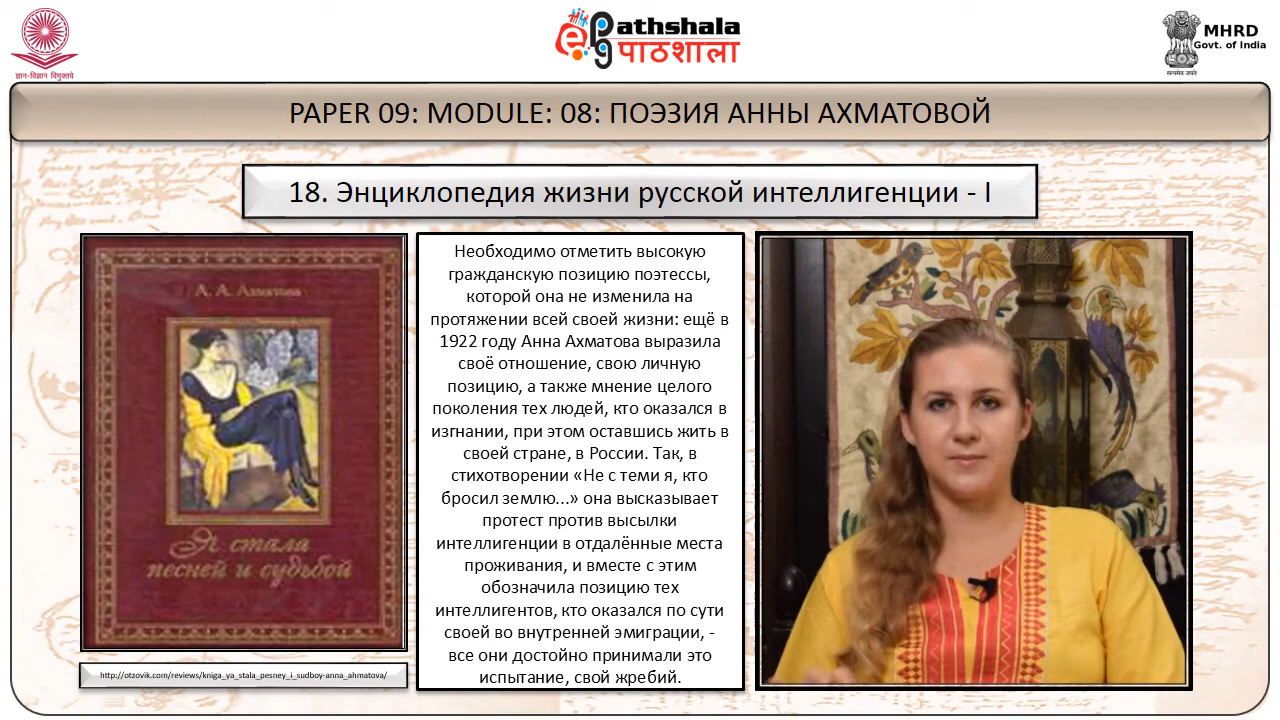 ज्ञान-विज्ञान विमुक्तये
ePg Pathshala
पाठशाला
MHRD
Govt. of India
सत्यमेव जयते
PAPER 09: MODULE: 08: ПОЭЗИЯ АННЫ АХМАТОВОЙ
18. Энциклопедия жизни русской интеллигенции - I
А. А. Ахматова
Я стала
песней и судьбой
http://otzovik.com/reviews/kniga_ya_stala_pesney_i_sudboy-anna_ahmatova/
Необходимо отметить высокую
гражданскую позицию поэтессы,
которой она не изменила на
протяжении всей своей жизни: ещё в
1922 году Анна Ахматова выразила
своё отношение, свою личную
позицию, а также мнение целого
поколения тех людей, кто оказался в
изгнании, при этом оставшись жить в
своей стране, в России. Так, в
стихотворении «Не с теми я, кто
бросил землю...» она высказывает
протест против высылки
интеллигенции в отдалённые места
проживания, и вместе с этим
обозначила позицию тех
интеллигентов, кто оказался по сути
своей во внутренней эмиграции, -
все они достойно принимали это
испытание, свой жребий.